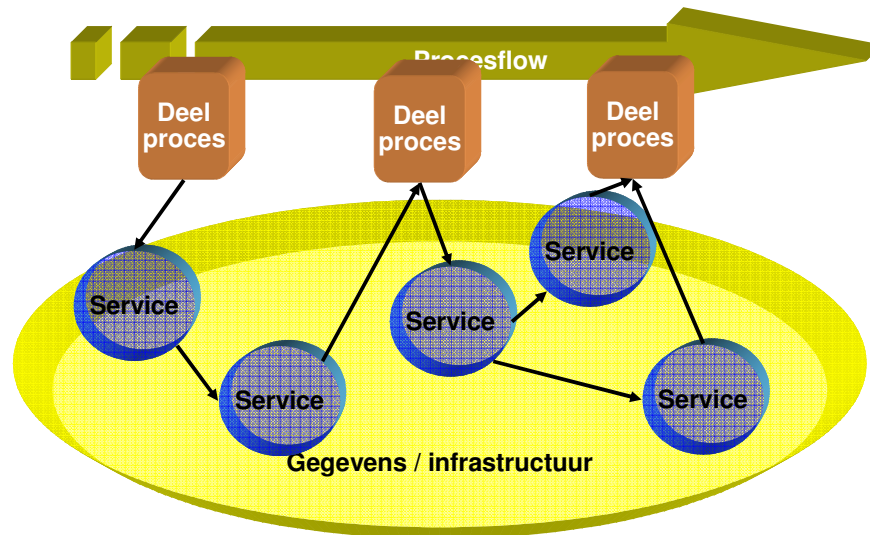 Procesflow
Deel
proces
Deel
proces
Deel
proces
Service
Service
Service
Service
Service
Gegevens / infrastructuur